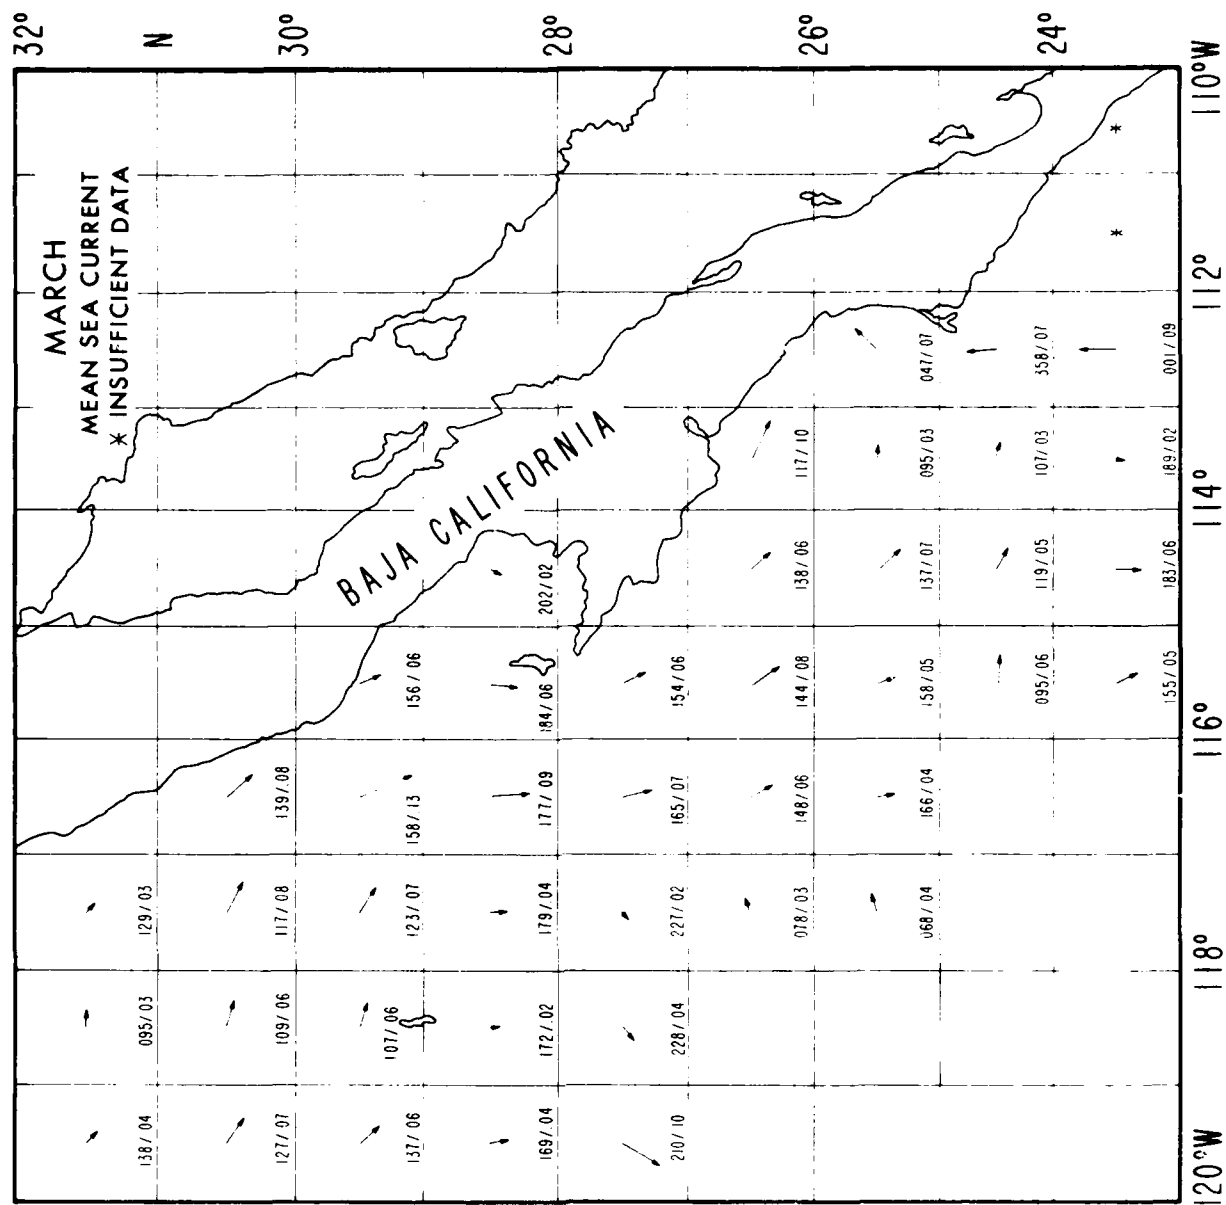 32°
MARCH
MEAN SEA CURRENT
* INSUFFICIENT DATA
N
138/04 095/03 129/03
127/07 109/06 117/08 139/08
30°
BAJA CALIFORNIA
137/06 107/06 123/07 158/13 156/06
169/04 172/02 179/04 177/09 184/06 202/02
28°
210/10 228/04 227/02 165/07 154/06
078/03 148/06 144/08 138/06 117/10
26°
068/04 166/04 158/05 137/07 095/03 047/07
095/06 119/05 107/03 358/07
24°
* *
155/05 183/06 189/02 001/09
120°W 118° 116° 114° 112° 110°W